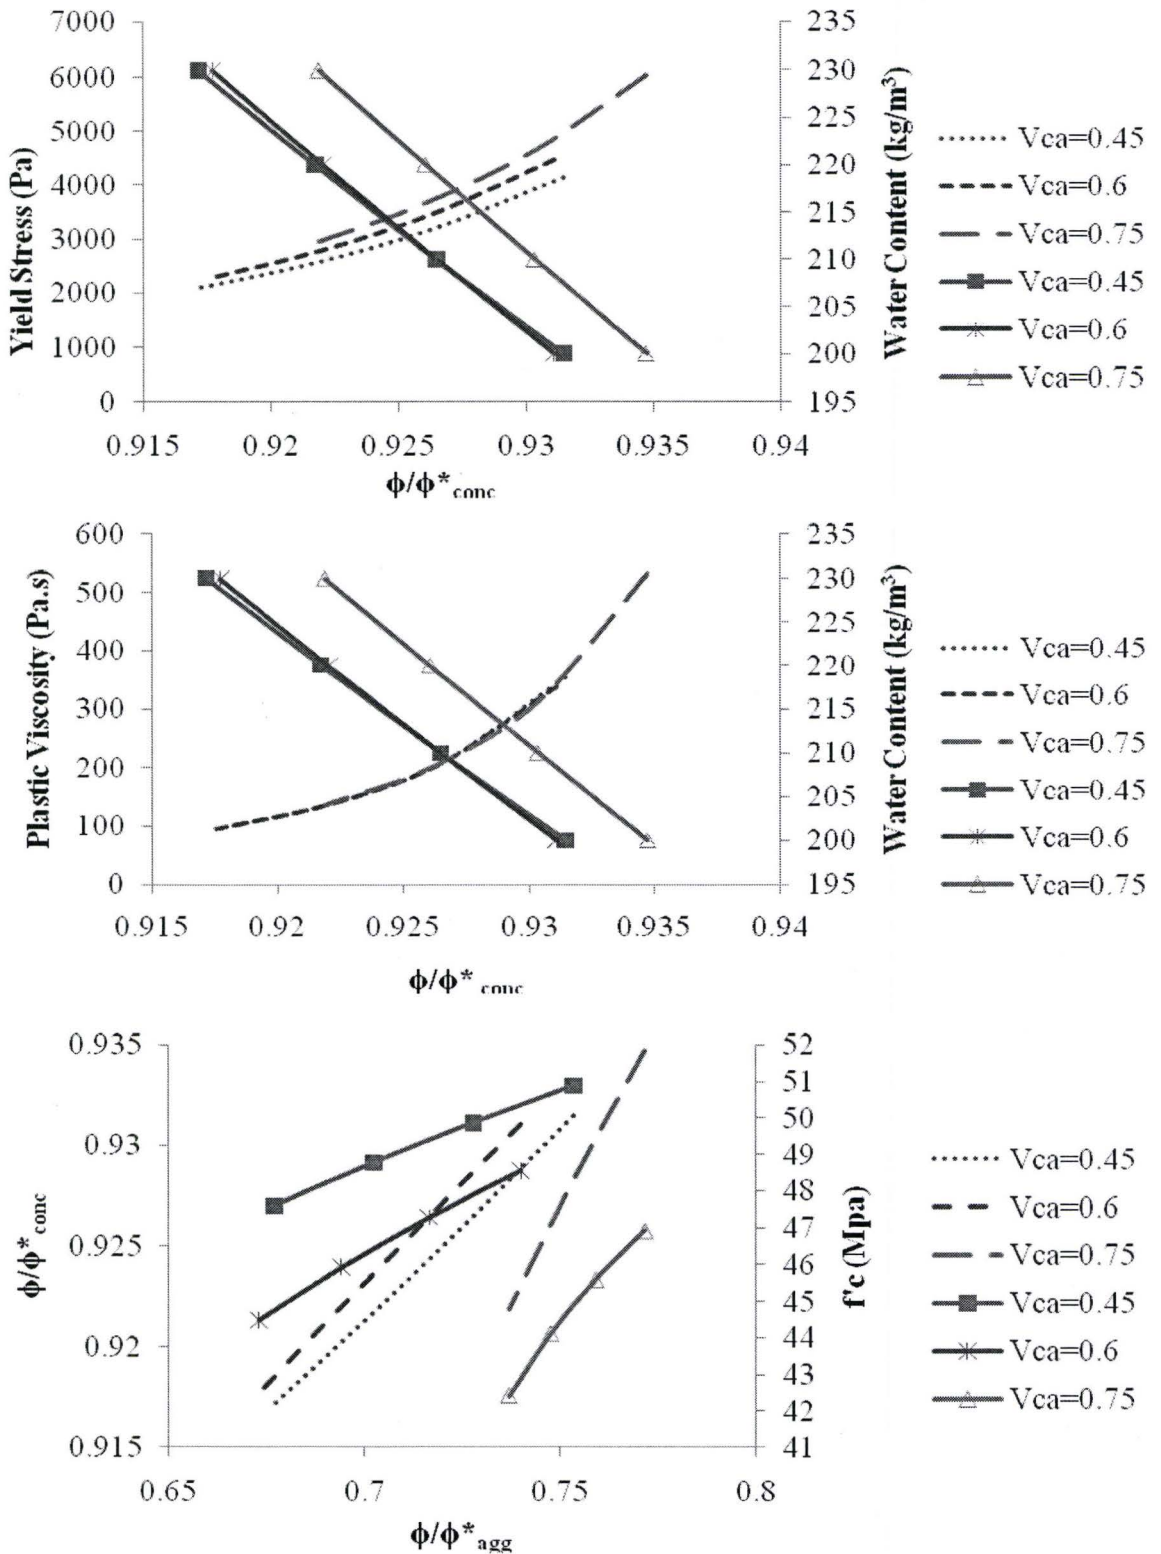 7000
6000
5000
4000
3000
2000
1000
0
Yield Stress (Pa)
235
230
225
220
215
210
205
200
195
Water Content (kg/m³)
0.915 0.92 0.925 0.93 0.935 0.94
ϕ/ϕ*conc
Vca=0.45
Vca=0.6
Vca=0.75
Vca=0.45
Vca=0.6
Vca=0.75
600
500
400
300
200
100
0
Plastic Viscosity (Pa.s)
235
230
225
220
215
210
205
200
195
Water Content (kg/m³)
0.915 0.92 0.925 0.93 0.935 0.94
ϕ/ϕ* conc
Vca=0.45
Vca=0.6
Vca=0.75
Vca=0.45
Vca=0.6
Vca=0.75
0.935
0.93
0.925
0.92
0.915
ϕ/ϕ*conc
52
51
50
49
48
47
46
45
44
43
42
41
f'c (Mpa)
0.65 0.7 0.75 0.8
ϕ/ϕ*agg
Vca=0.45
Vca=0.6
Vca=0.75
Vca=0.45
Vca=0.6
Vca=0.75